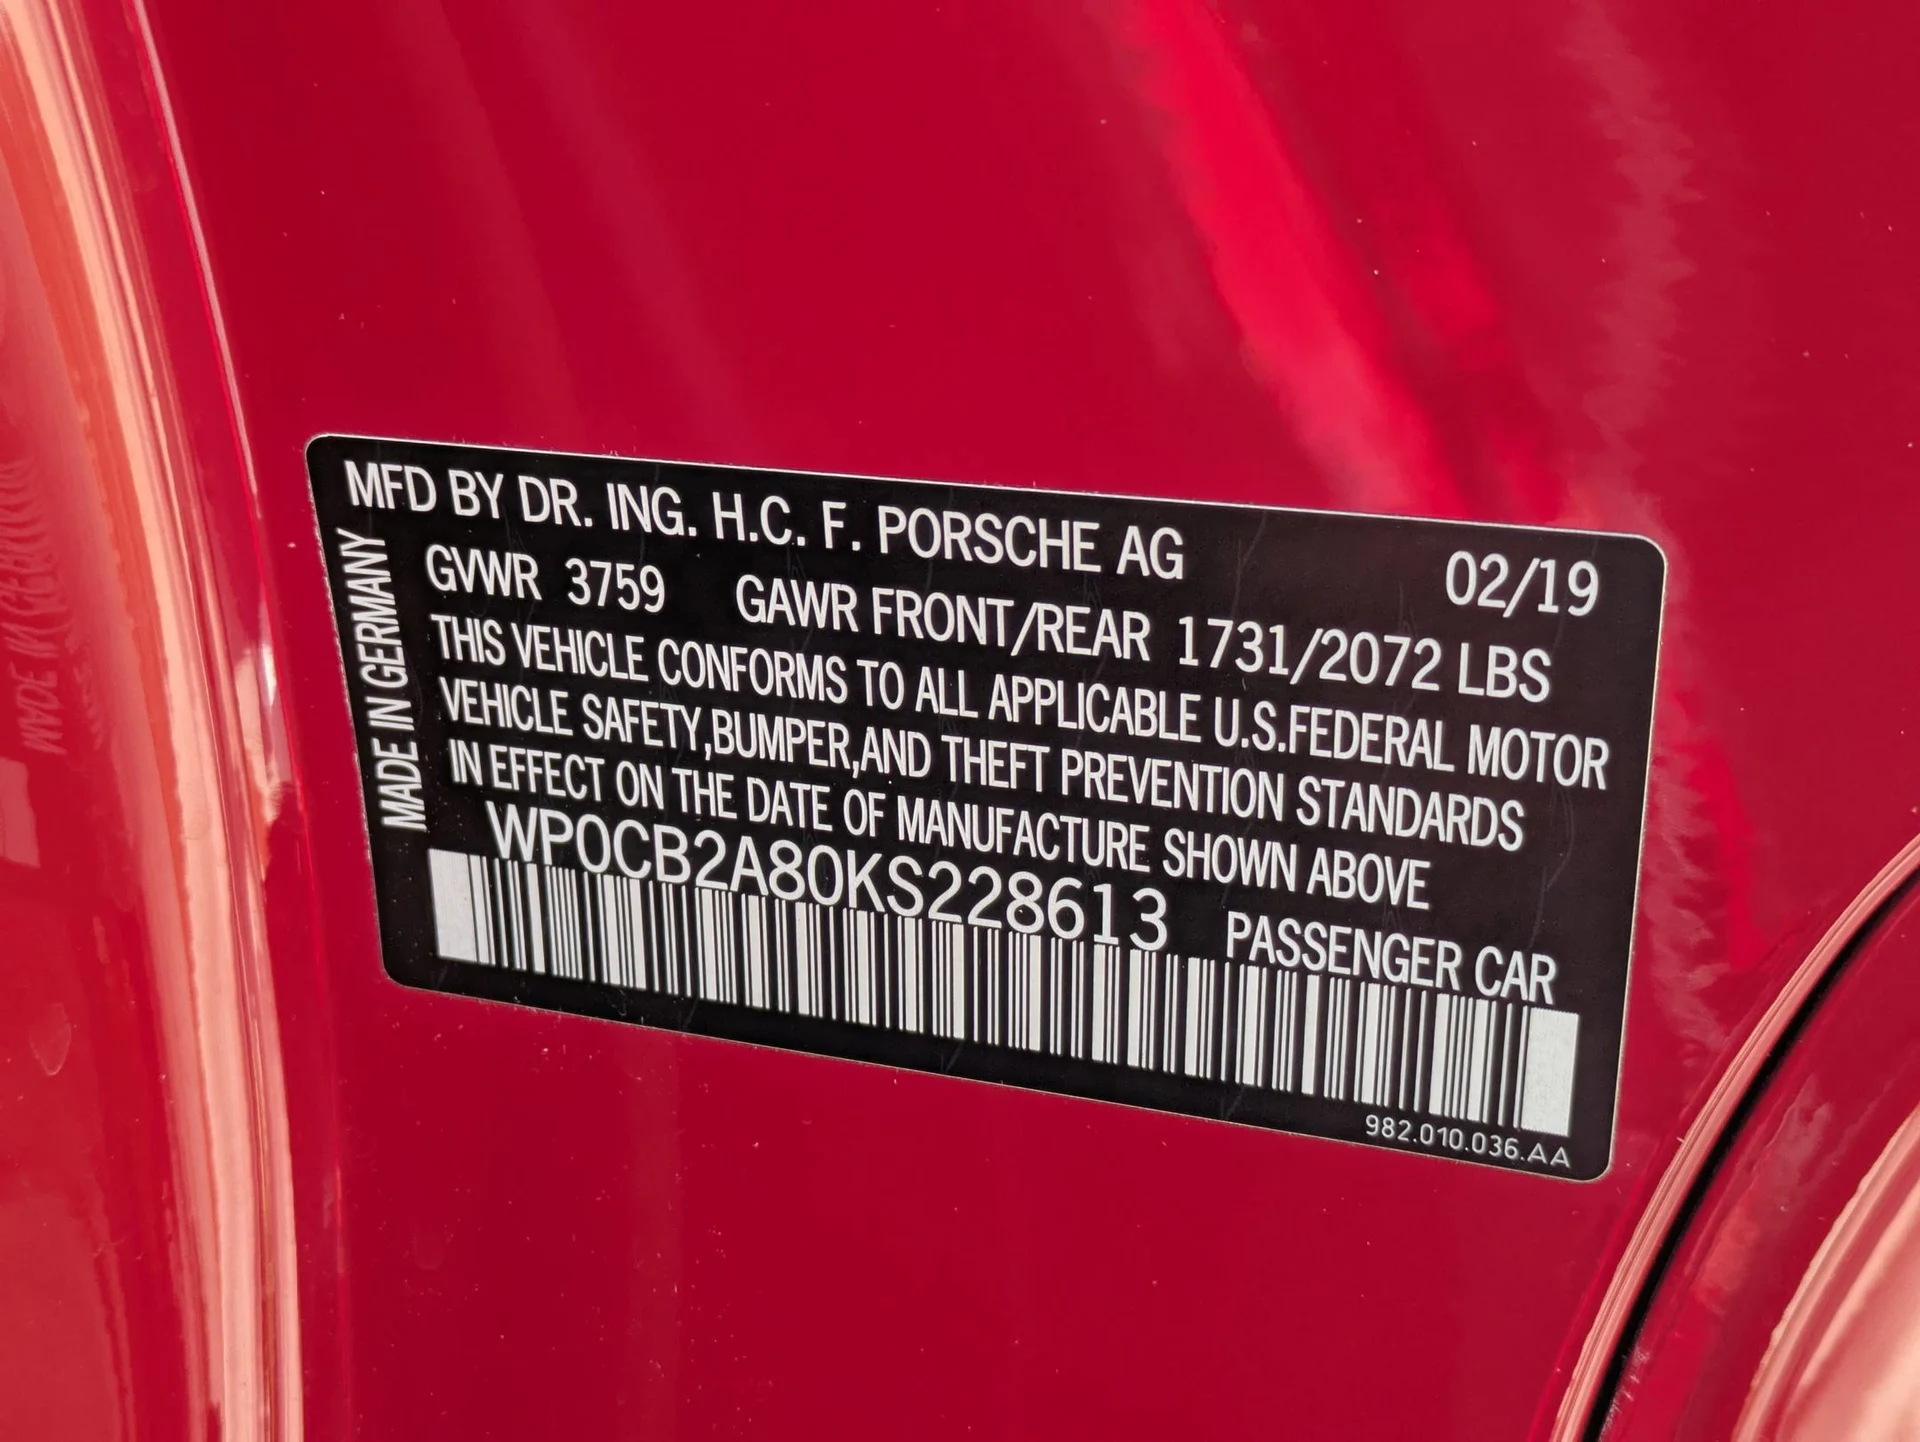 MFD BY DR. ING. H.C. F. PORSCHE AG 02/19
GVWR 3759 GAWR FRONT/REAR 1731/2072 LBS
THIS VEHICLE CONFORMS TO ALL APPLICABLE U.S.FEDERAL MOTOR
VEHICLE SAFETY,BUMPER,AND THEFT PREVENTION STANDARDS
IN EFFECT ON THE DATE OF MANUFACTURE SHOWN ABOVE
WP0CB2A80KS228613 PASSENGER CAR
982.010.036.AA
MADE IN GERMANY